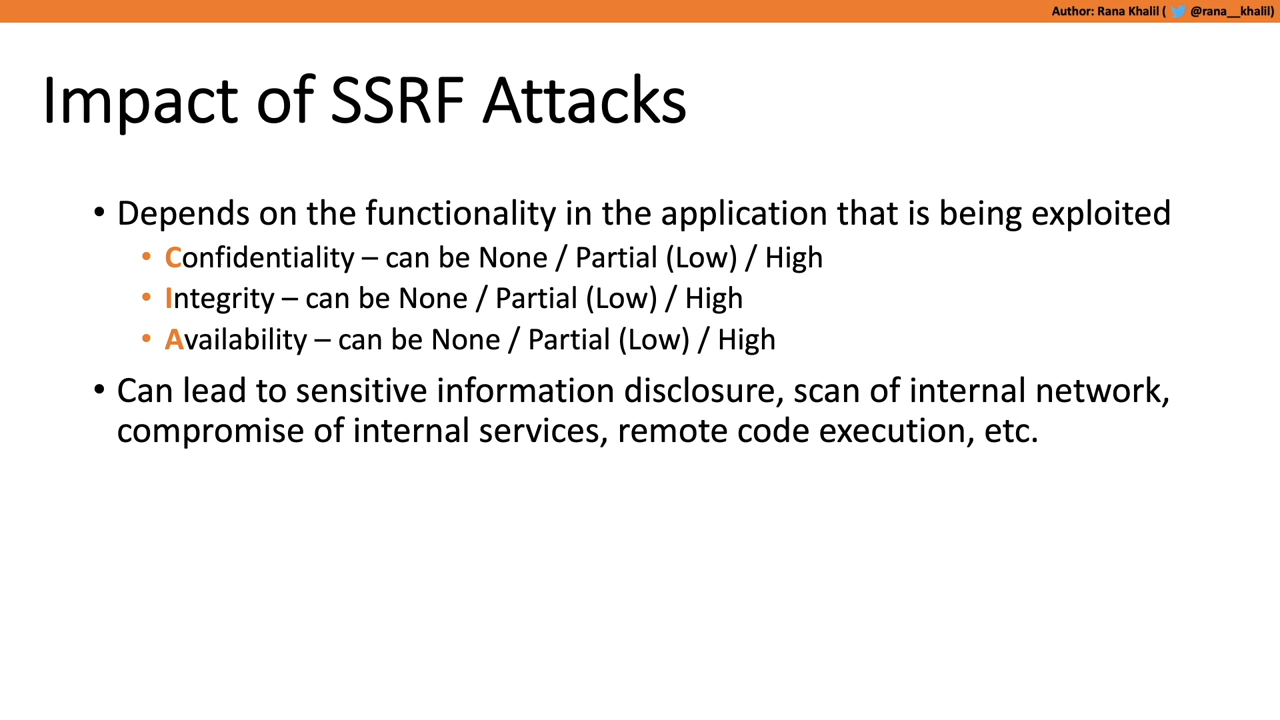 Author: Rana Khalil ( @rana__khalil)
Impact of SSRF Attacks
• Depends on the functionality in the application that is being exploited
• Confidentiality – can be None / Partial (Low) / High
• Integrity – can be None / Partial (Low) / High
• Availability – can be None / Partial (Low) / High
• Can lead to sensitive information disclosure, scan of internal network,
compromise of internal services, remote code execution, etc.